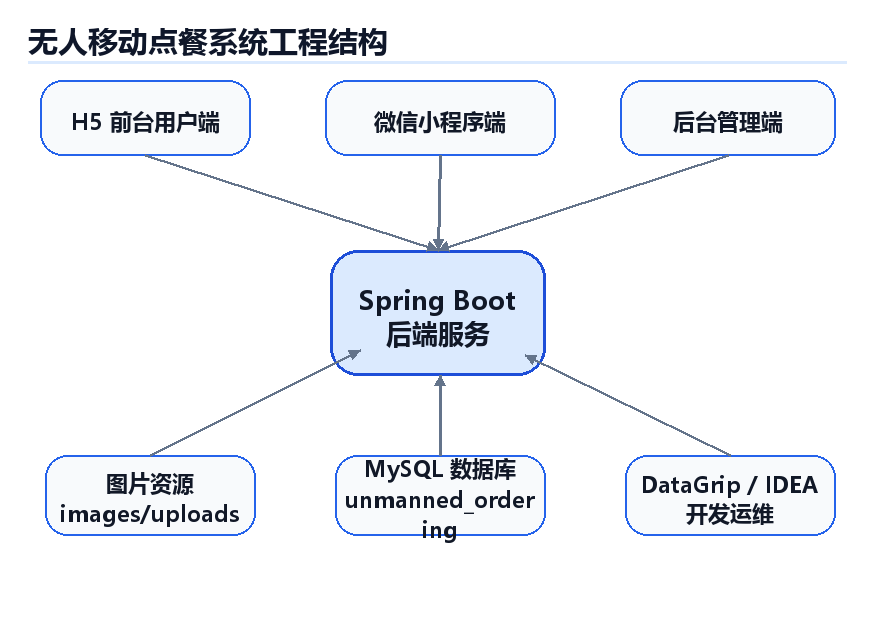 无人移动点餐系统工程结构
H5 前台用户端
微信小程序端
后台管理端
Spring Boot
后端服务
图片资源
images/uploads
MySQL 数据库
unmanned_order
ing
DataGrip / IDEA
开发运维